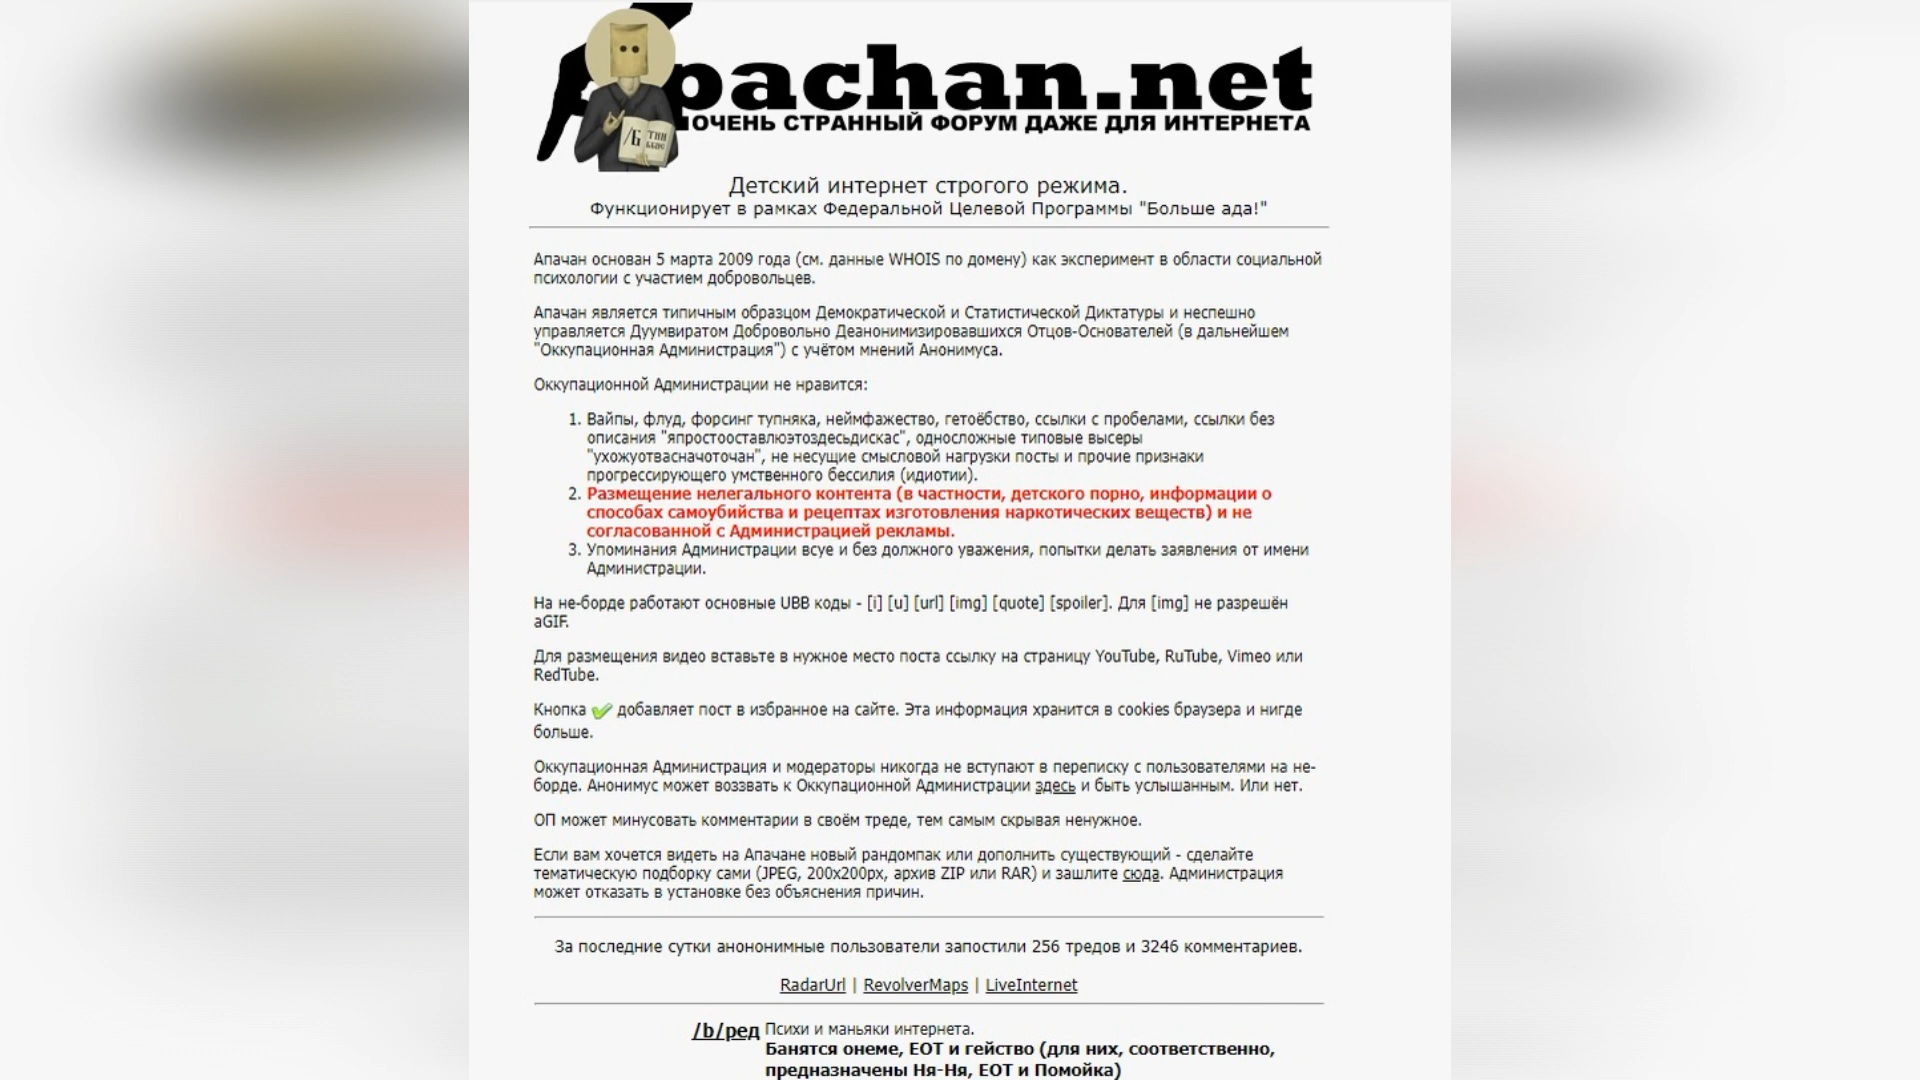 Apachan.net
ОЧЕНЬ СТРАННЫЙ ФОРУМ ДАЖЕ ДЛЯ ИНТЕРНЕТА
/Б
Детский интернет строгого режима.
Функционирует в рамках Федеральной Целевой Программы "Больше ада!"
Апачан основан 5 марта 2009 года (см. данные WHOIS по домену) как эксперимент в области социальной
психологии с участием добровольцев.
Апачан является типичным образцом Демократической и Статистической Диктатуры и неспешно
управляется Дуумвиратом Добровольно Деанонимизировавшихся Отцов-Основателей (в дальнейшем
"Оккупационная Администрация") с учётом мнений Анонимуса.
Оккупационной Администрации не нравится:
1. Вайпы, флуд, форсинг тупняка, неймфажество, гетоёбство, ссылки с пробелами, ссылки без
описания "япростооставлюэтоздесьдискас", односложные типовые высеры
"ухожуотвасначоточан", не несущие смысловой нагрузки посты и прочие признаки
прогрессирующего умственного бессилия (идиотии).
2. Размещение нелегального контента (в частности, детского порно, информации о
способах самоубийства и рецептах изготовления наркотических веществ) и не
согласованной с Администрацией рекламы.
3. Упоминания Администрации всуе и без должного уважения, попытки делать заявления от имени
Администрации.
На не-борде работают основные UBB коды - [i] [u] [url] [img] [quote] [spoiler]. Для [img] не разрешён
aGIF.
Для размещения видео вставьте в нужное место поста ссылку на страницу YouTube, RuTube, Vimeo или
RedTube.
Кнопка добавляет пост в избранное на сайте. Эта информация хранится в cookies браузера и нигде
больше.
Оккупационная Администрация и модераторы никогда не вступают в переписку с пользователями на не-
борде. Анонимус может воззвать к Оккупационной Администрации здесь и быть услышанным. Или нет.
ОП может минусовать комментарии в своём треде, тем самым скрывая ненужное.
Если вам хочется видеть на Апачане новый рандомпак или дополнить существующий - сделайте
тематическую подборку сами (JPEG, 200x200px, архив ZIP или RAR) и зашлите сюда. Администрация
может отказать в установке без объяснения причин.
За последние сутки анононимные пользователи запостили 256 тредов и 3246 комментариев.
RadarUrl | RevolverMaps | LiveInternet
/b/ред Психи и маньяки интернета.
Банятся онеме, ЕОТ и гейство (для них, соответственно,
предназначены Ня-Ня, ЕОТ и Помойка)